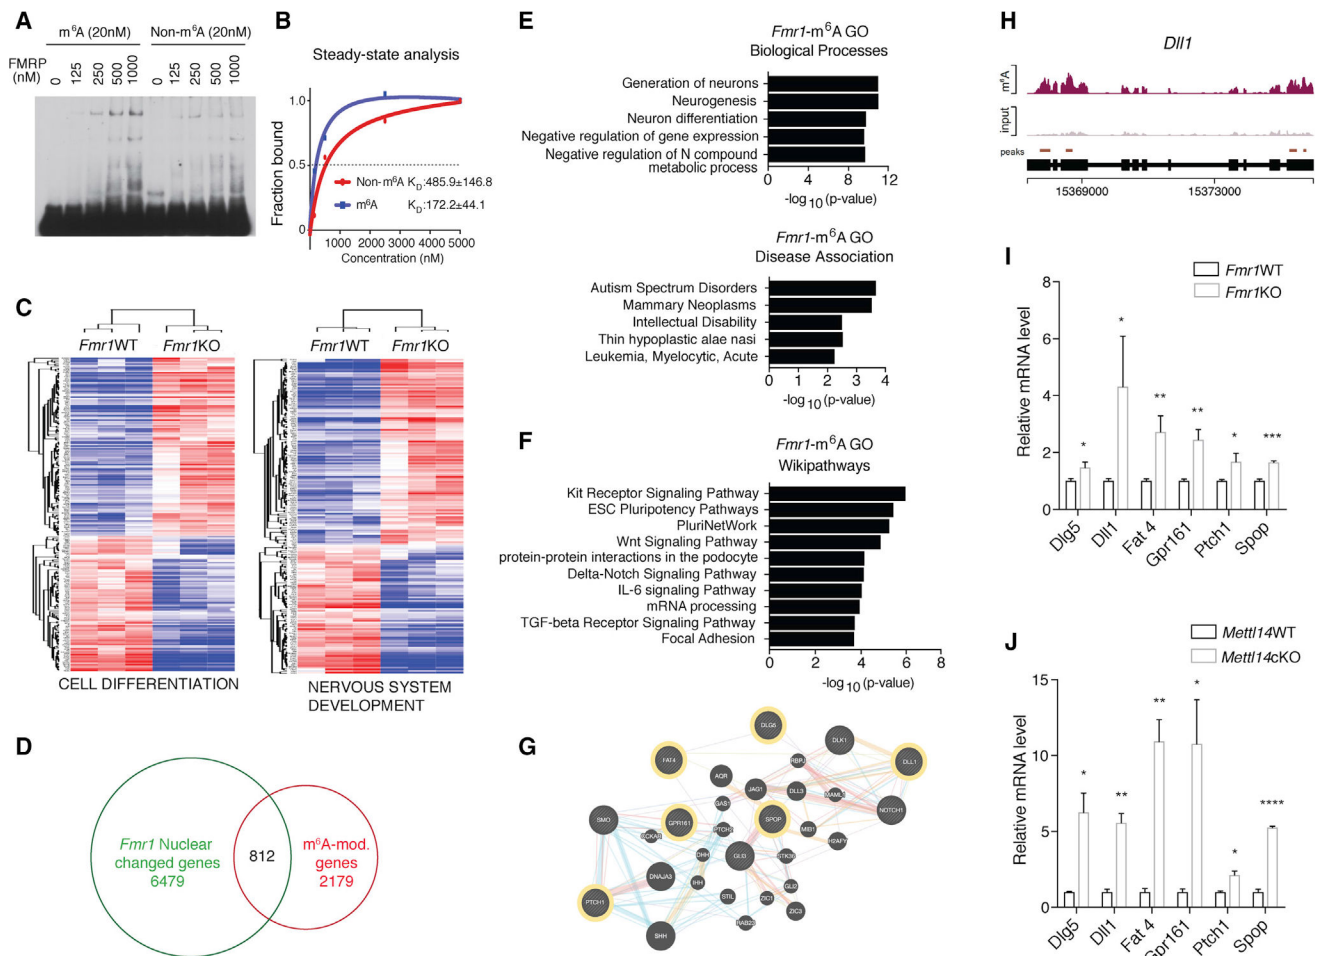 A
m⁶A (20nM)
Non-m⁶A (20nM)
FMRP
(nM)
0
125
250
500
1000
0
125
250
500
1000
B
Steady-state analysis
Fraction bound
1.0
0.5
0
Non-m⁶A K_D:485.9±146.8
m⁶A K_D:172.2±44.1
1000 2000 3000 4000 5000
Concentration (nM)
C
Fmr1WT
Fmr1KO
CELL DIFFERENTIATION
Fmr1WT
Fmr1KO
NERVOUS SYSTEM
DEVELOPMENT
D
Fmr1 Nuclear
changed genes
6479
812
m⁶A-mod.
genes
2179
E
Fmr1-m⁶A GO
Biological Processes
Generation of neurons
Neurogenesis
Neuron differentiation
Negative regulation of gene expression
Negative regulation of N compound
metabolic process
0 4 8 12
-log₁₀(p-value)
Fmr1-m⁶A GO
Disease Association
Autism Spectrum Disorders
Mammary Neoplasms
Intellectual Disability
Thin hypoplastic alae nasi
Leukemia, Myelocytic, Acute
0 1 2 3 4
-log₁₀(p-value)
F
Fmr1-m⁶A GO
Wikipathways
Kit Receptor Signaling Pathway
ESC Pluripotency Pathways
PluriNetWork
Wnt Signaling Pathway
protein-protein interactions in the podocyte
Delta-Notch Signaling Pathway
IL-6 signaling Pathway
mRNA processing
TGF-beta Receptor Signaling Pathway
Focal Adhesion
0 2 4 6 8
-log₁₀(p-value)
G
DLG5
DLK1
FAT4
RBPJ
DLL1
AQR
JAG1
DLL3
MAML3
GAS1
NOTCH1
SMO
GPR161
PTCH2
SPOP
MIB1
H2AFY
DHH
GLI3
STK36
DNAJA3
IHH
GLI2
PTCH1
STIL
ZIC1
ZIC3
RAB23
SHH
H
Dll1
m⁶A
input
peaks
15369000
15373000
I
Fmr1WT
Fmr1KO
Relative mRNA level
8
6
4
2
0
*
*
**
**
*
***
Dlg5
Dll1
Fat 4
Gpr161
Ptch1
Spop
J
Mettl14WT
Mettl14cKO
Relative mRNA level
15
10
5
0
*
**
**
*
*
****
Dlg5
Dll1
Fat 4
Gpr161
Ptch1
Spop